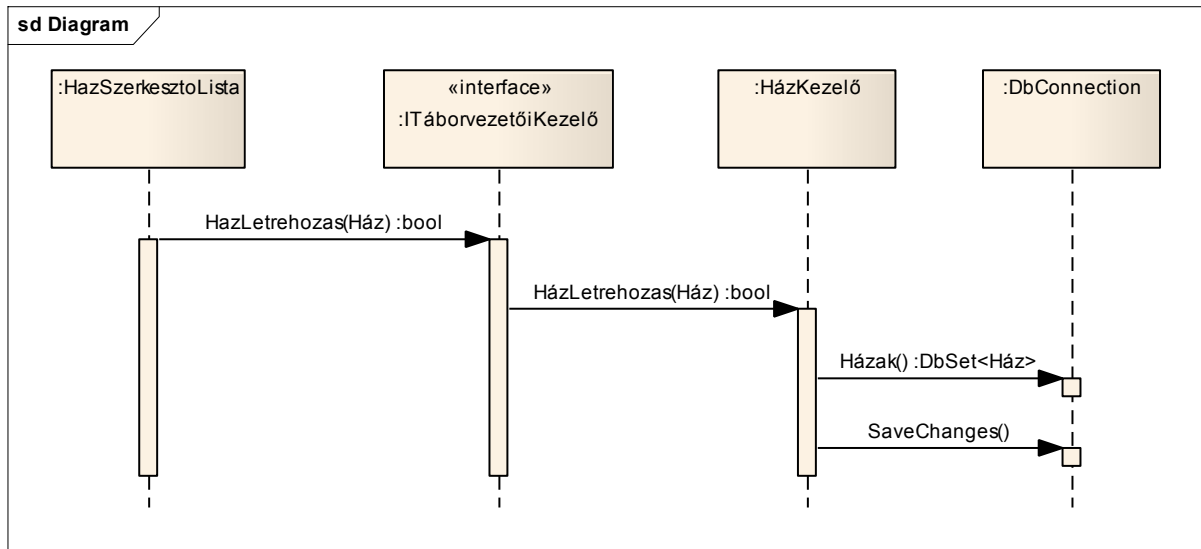 sd Diagram
:HazSzerkesztoLista
«interface»
:ITáborvezetőiKezelő
:HázKezelő
:DbConnection
HazLetrehozas(Ház) :bool
HázLetrehozas(Ház) :bool
Házak() :DbSet<Ház>
SaveChanges()